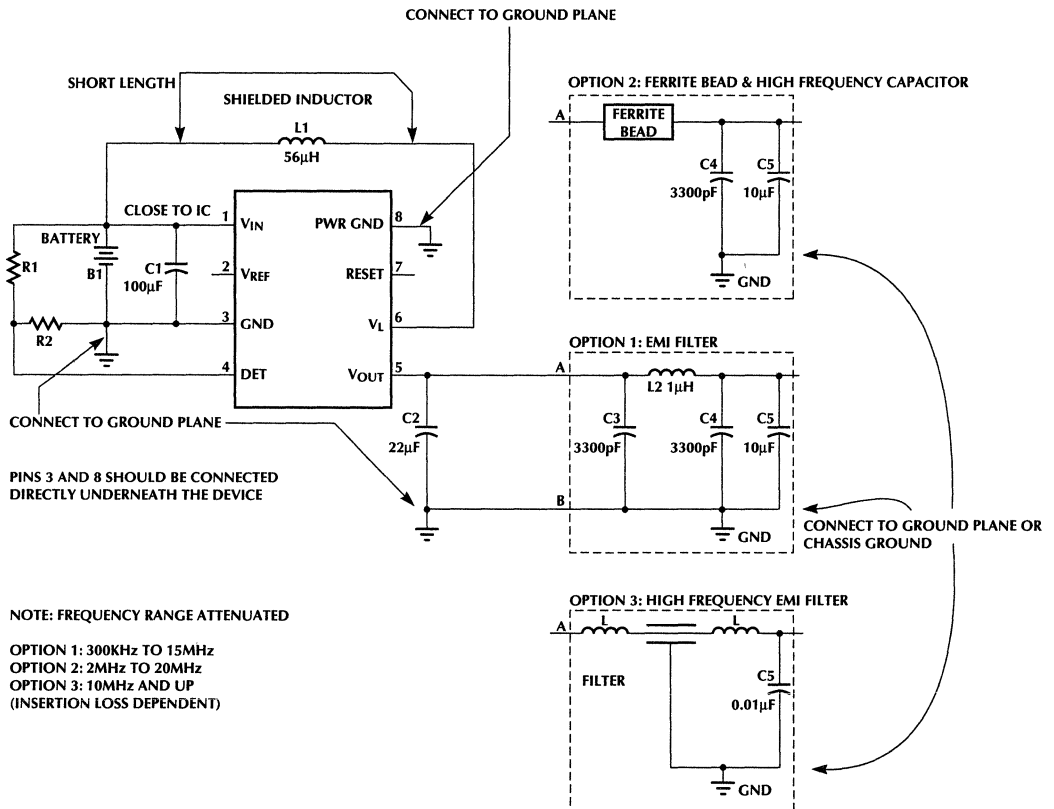 CONNECT TO GROUND PLANE
SHORT LENGTH
SHIELDED INDUCTOR
L1
56µH
CLOSE TO IC
BATTERY
B1
R1
R2
C1
100µF
1
VIN
2
VREF
3
GND
4
DET
PWR GND
8
RESET
7
VL
6
VOUT
5
CONNECT TO GROUND PLANE
C2
22µF
PINS 3 AND 8 SHOULD BE CONNECTED
DIRECTLY UNDERNEATH THE DEVICE
OPTION 2: FERRITE BEAD & HIGH FREQUENCY CAPACITOR
A
FERRITE
BEAD
C4
3300pF
C5
10µF
GND
OPTION 1: EMI FILTER
A
L2 1µH
C3
3300pF
C4
3300pF
C5
10µF
B
GND
CONNECT TO GROUND PLANE OR
CHASSIS GROUND
NOTE: FREQUENCY RANGE ATTENUATED
OPTION 1: 300KHz TO 15MHz
OPTION 2: 2MHz TO 20MHz
OPTION 3: 10MHz AND UP
(INSERTION LOSS DEPENDENT)
OPTION 3: HIGH FREQUENCY EMI FILTER
A
L
L
FILTER
C5
0.01µF
GND